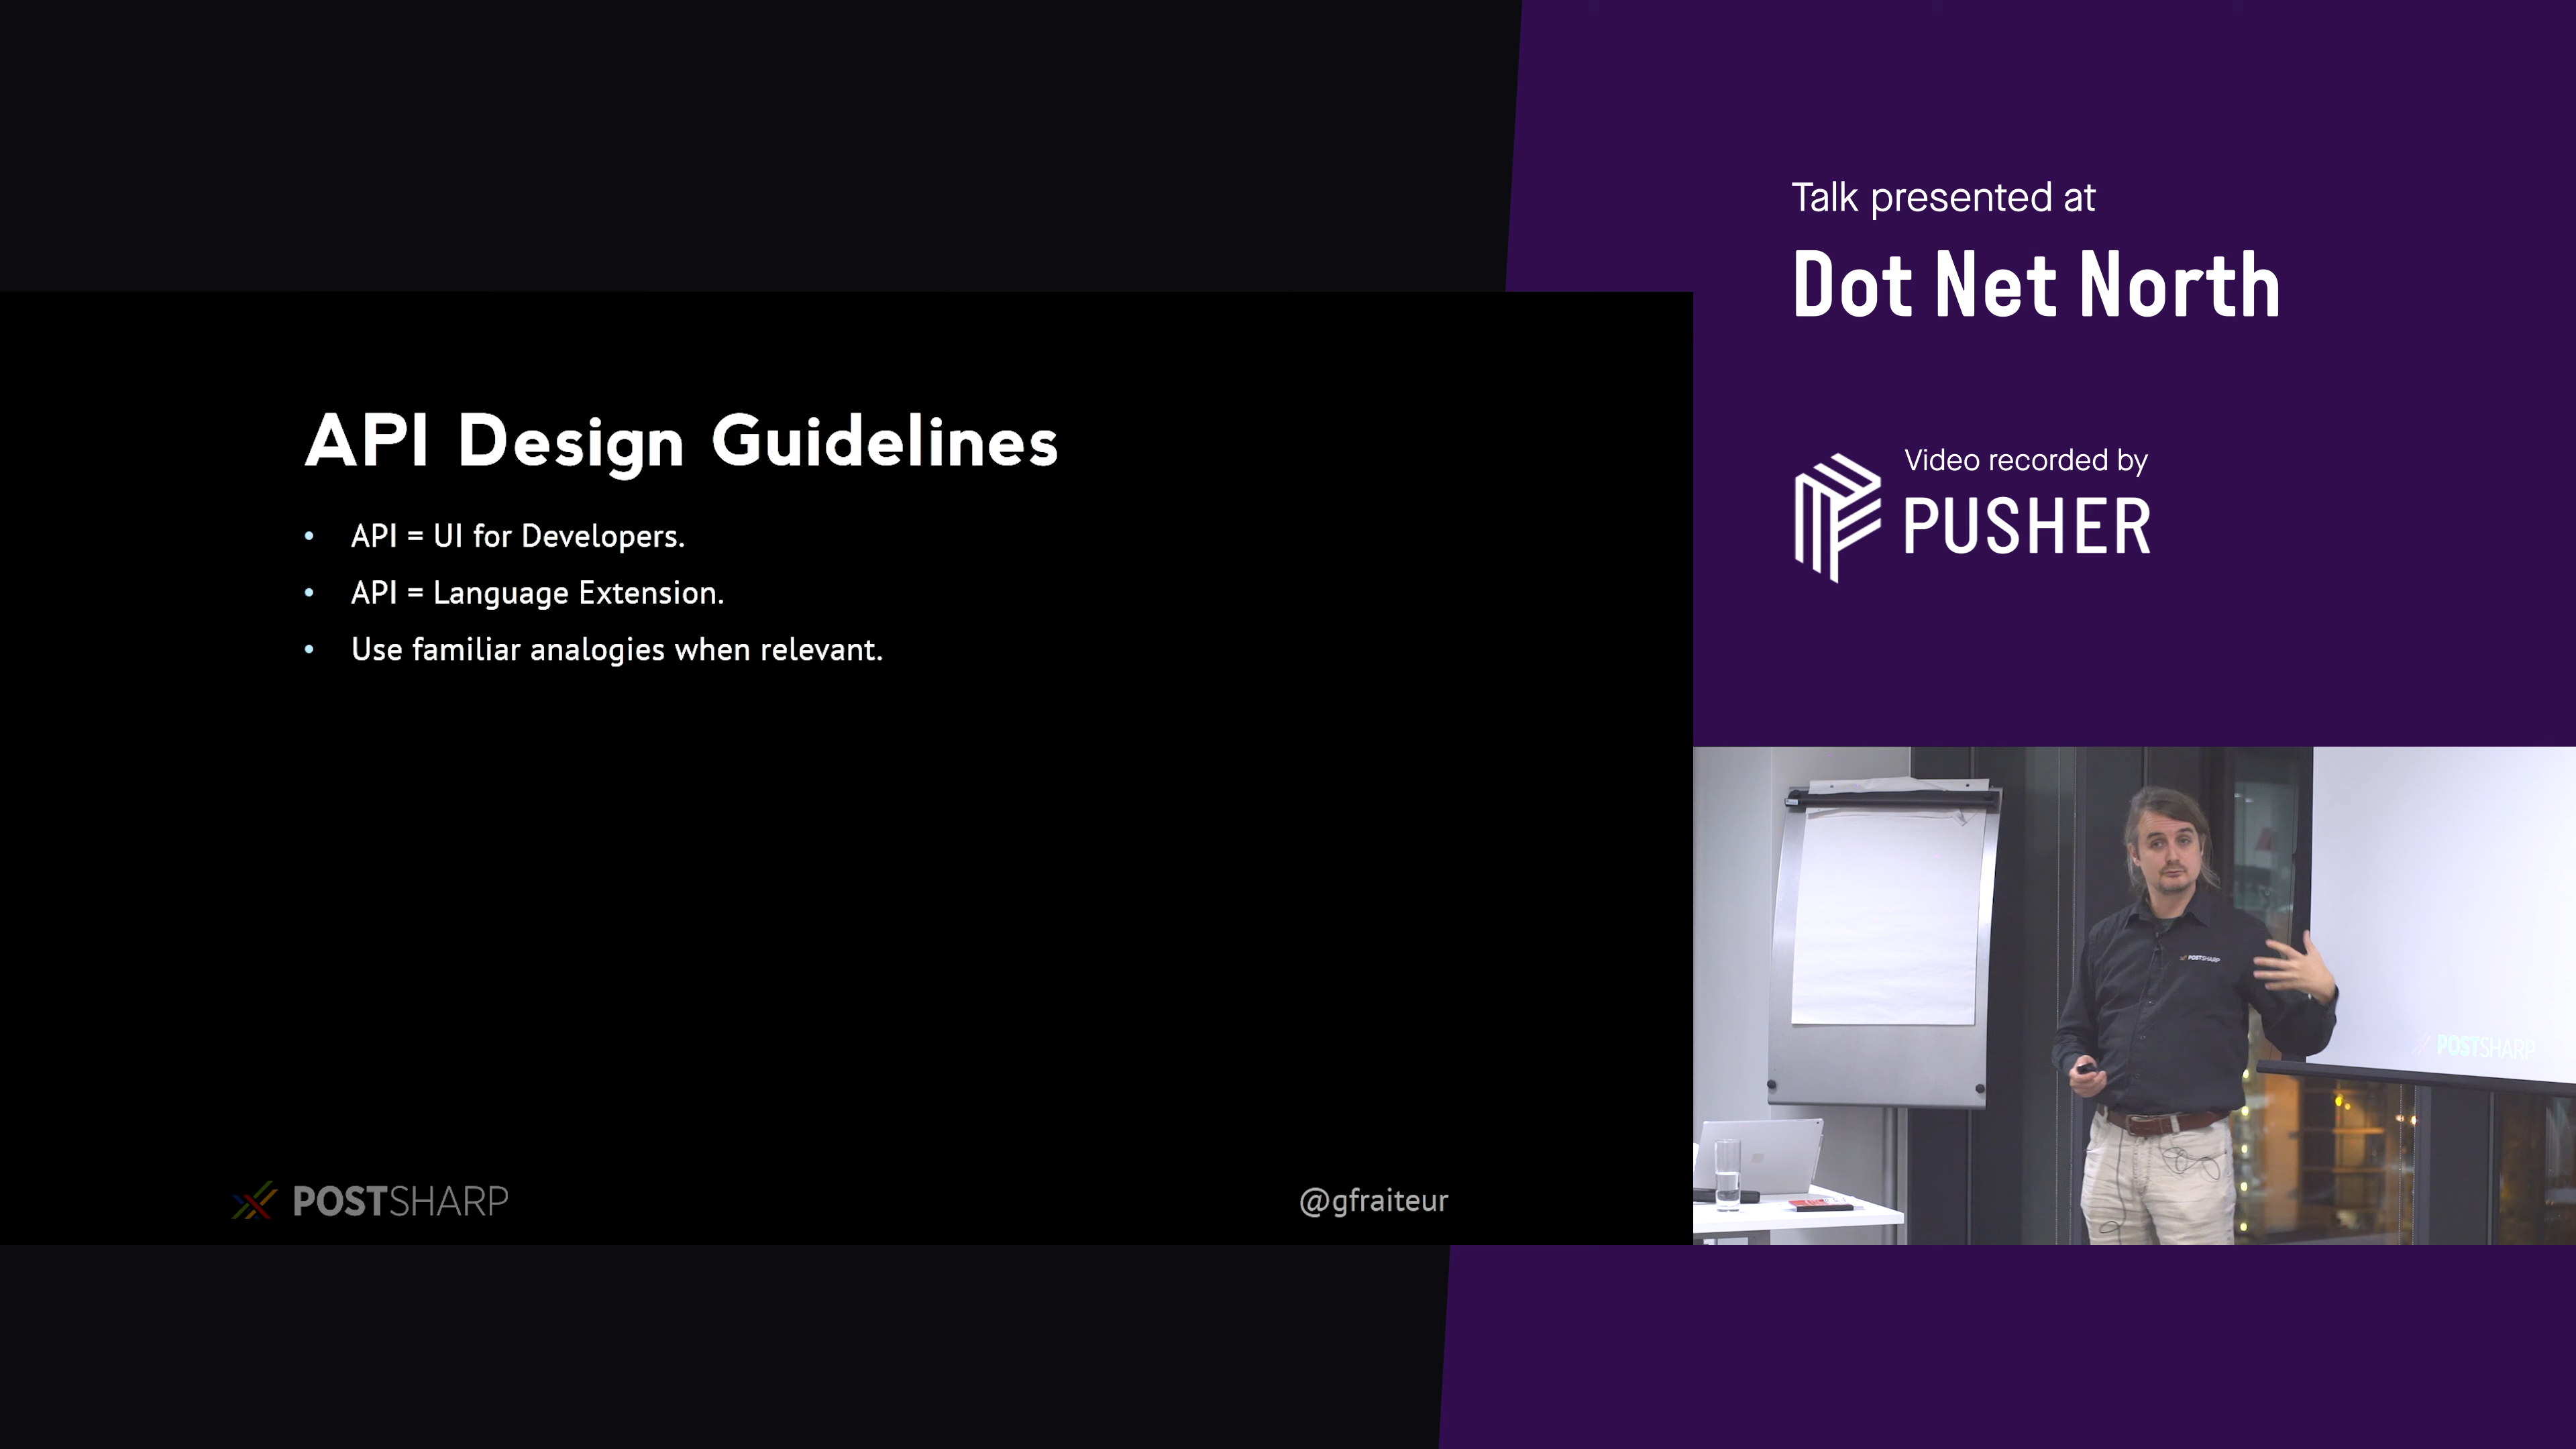 Talk presented at
Dot Net North
Video recorded by
PUSHER
API Design Guidelines
• API = UI for Developers.
• API = Language Extension.
• Use familiar analogies when relevant.
POSTSHARP
@gfraiteur
POSTSHARP
POSTSHARP